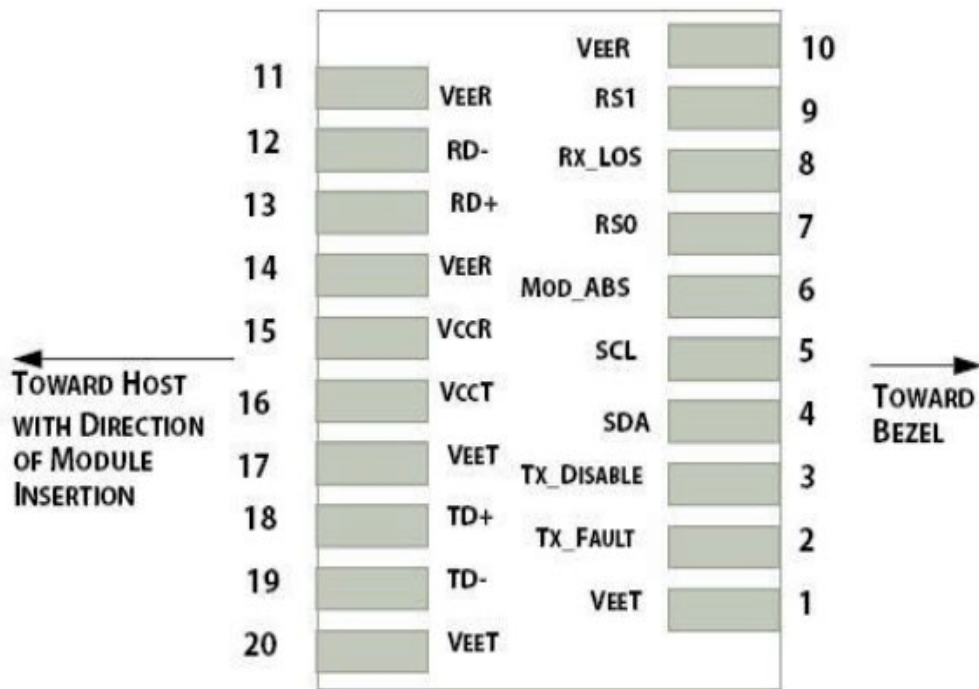 11 VEER
12 RD-
13 RD+
14 VEER
15 VCCR
16 VCCT
17 VEET
18 TD+
19 TD-
20 VEET
VEER 10
RS1 9
RX_LOS 8
RS0 7
MOD_ABS 6
SCL 5
SDA 4
TX_DISABLE 3
TX_FAULT 2
VEET 1
TOWARD HOST
WITH DIRECTION
OF MODULE
INSERTION
TOWARD
BEZEL